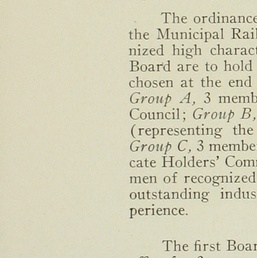 The ordinance
the Municipal Rail
nized high charact
Board are to hold
chosen at the end
Group A, 3 memb
Council; Group B,
(representing the
Group C, 3 membe
cate Holders' Com
men of recognized
outstanding indus
perience.
The first Boar